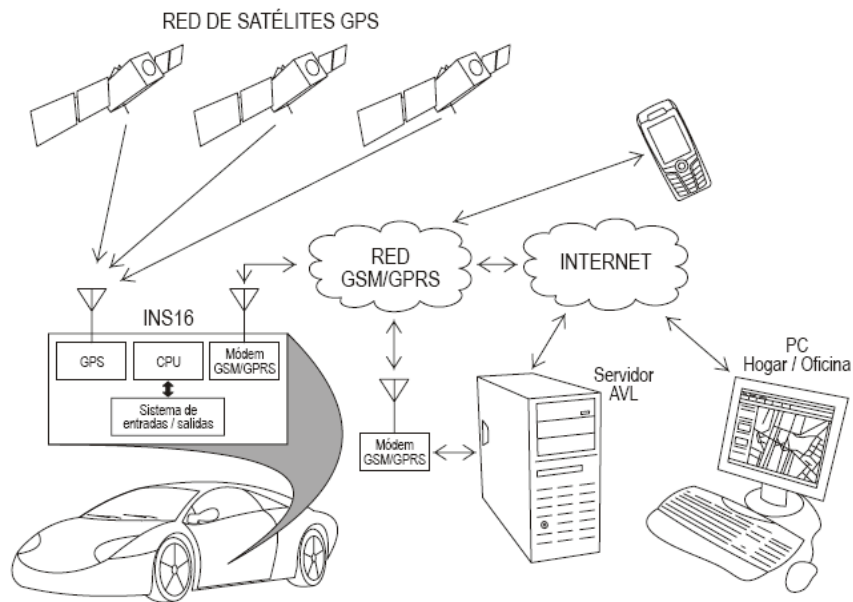 RED DE SATÉLITES GPS
RED
GSM/GPRS
INTERNET
INS16
GPS
CPU
Módem
GSM/GPRS
Sistema de
entradas / salidas
Módem
GSM/GPRS
Servidor
AVL
PC
Hogar / Oficina